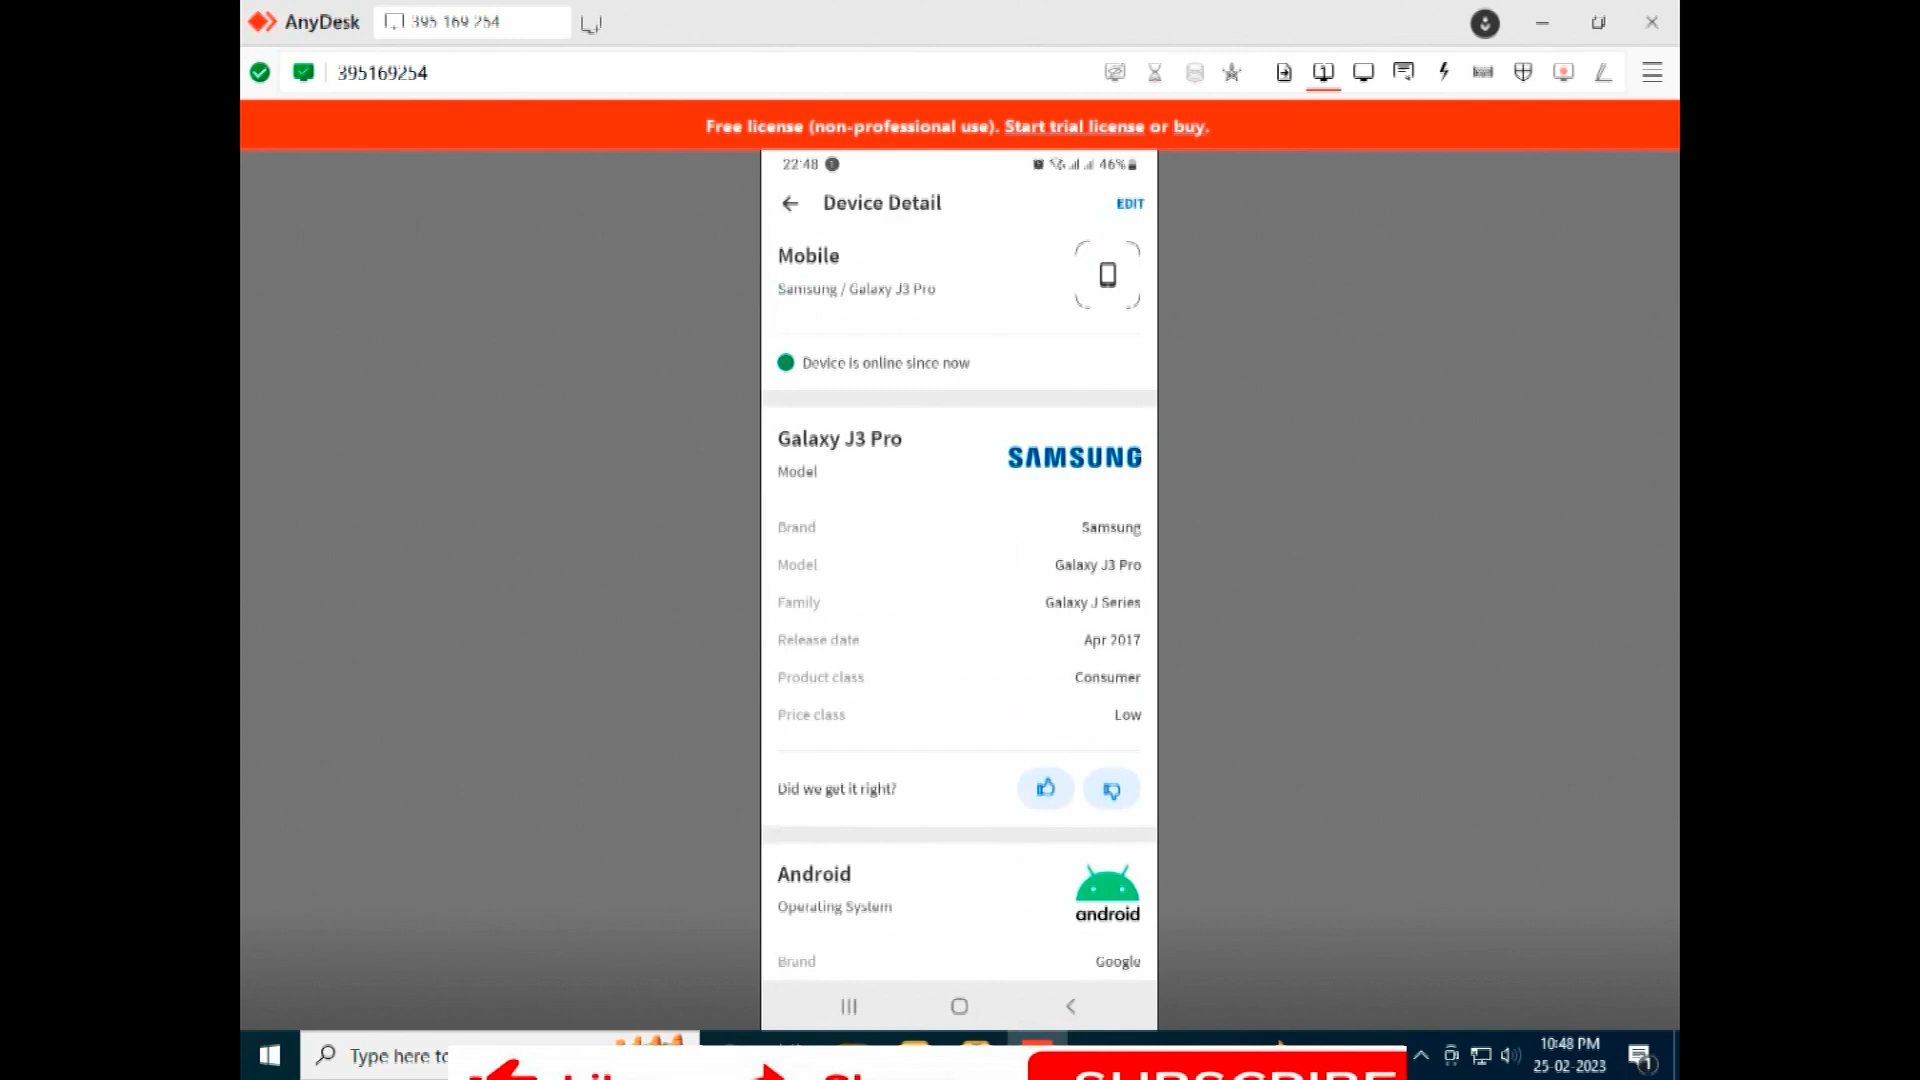 AnyDesk
395 169 254
395169254
Free license (non-professional use). Start trial license or buy.
22:48
46%
Device Detail
EDIT
Mobile
Samsung / Galaxy J3 Pro
Device is online since now
Galaxy J3 Pro
SAMSUNG
Model
Brand Samsung
Model Galaxy J3 Pro
Family Galaxy J Series
Release date Apr 2017
Product class Consumer
Price class Low
Did we get it right?
Android
android
Operating System
Brand Google
Type here to
10:48 PM
25-02-2023
1
SUBSCRIBE